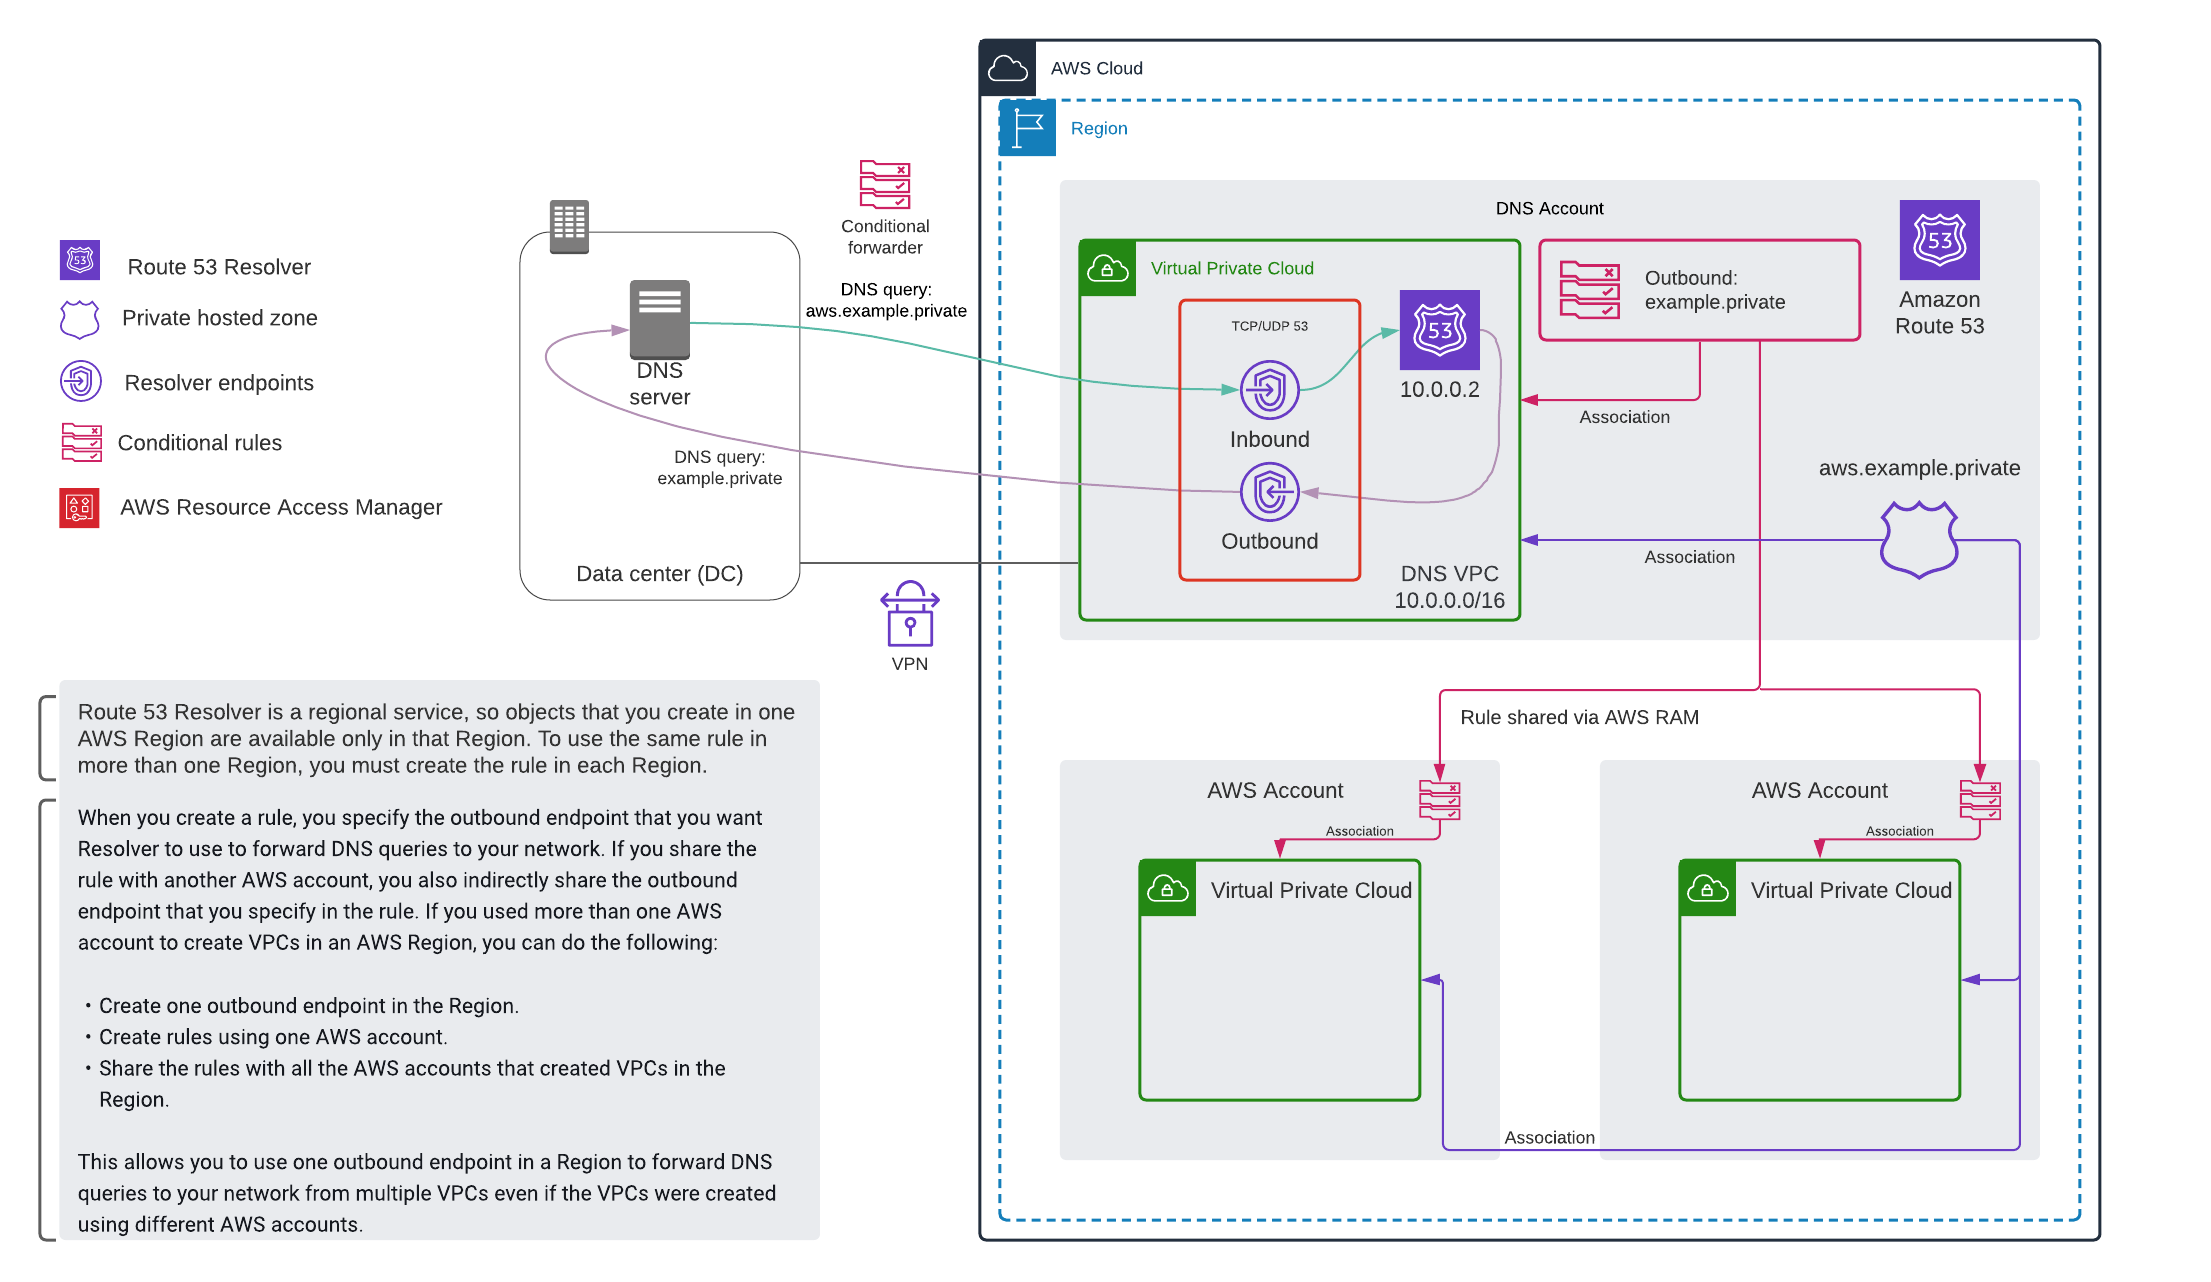 AWS Cloud
Region
DNS Account
Conditional
forwarder
DNS query:
aws.example.private
Route 53 Resolver
Private hosted zone
Resolver endpoints
Conditional rules
AWS Resource Access Manager
53
DNS
server
DNS query:
example.private
Data center (DC)
VPN
Virtual Private Cloud
TCP/UDP 53
Inbound
Outbound
53
10.0.0.2
DNS VPC
10.0.0.0/16
Outbound:
example.private
53
Amazon
Route 53
Association
aws.example.private
Association
Rule shared via AWS RAM
AWS Account
Association
Virtual Private Cloud
AWS Account
Association
Virtual Private Cloud
Association
Route 53 Resolver is a regional service, so objects that you create in one
AWS Region are available only in that Region. To use the same rule in
more than one Region, you must create the rule in each Region.
When you create a rule, you specify the outbound endpoint that you want
Resolver to use to forward DNS queries to your network. If you share the
rule with another AWS account, you also indirectly share the outbound
endpoint that you specify in the rule. If you used more than one AWS
account to create VPCs in an AWS Region, you can do the following:
• Create one outbound endpoint in the Region.
• Create rules using one AWS account.
• Share the rules with all the AWS accounts that created VPCs in the
Region.
This allows you to use one outbound endpoint in a Region to forward DNS
queries to your network from multiple VPCs even if the VPCs were created
using different AWS accounts.